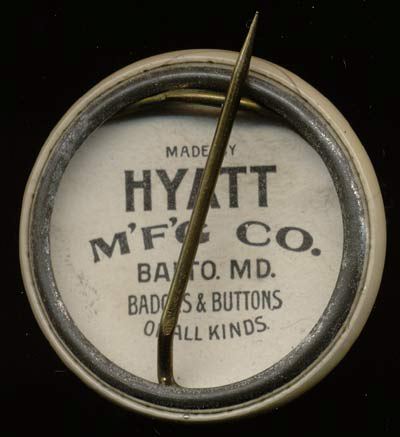 MADE BY
HYATT
M'F'G CO.
BALTO. MD.
BADGES & BUTTONS
OF ALL KINDS.